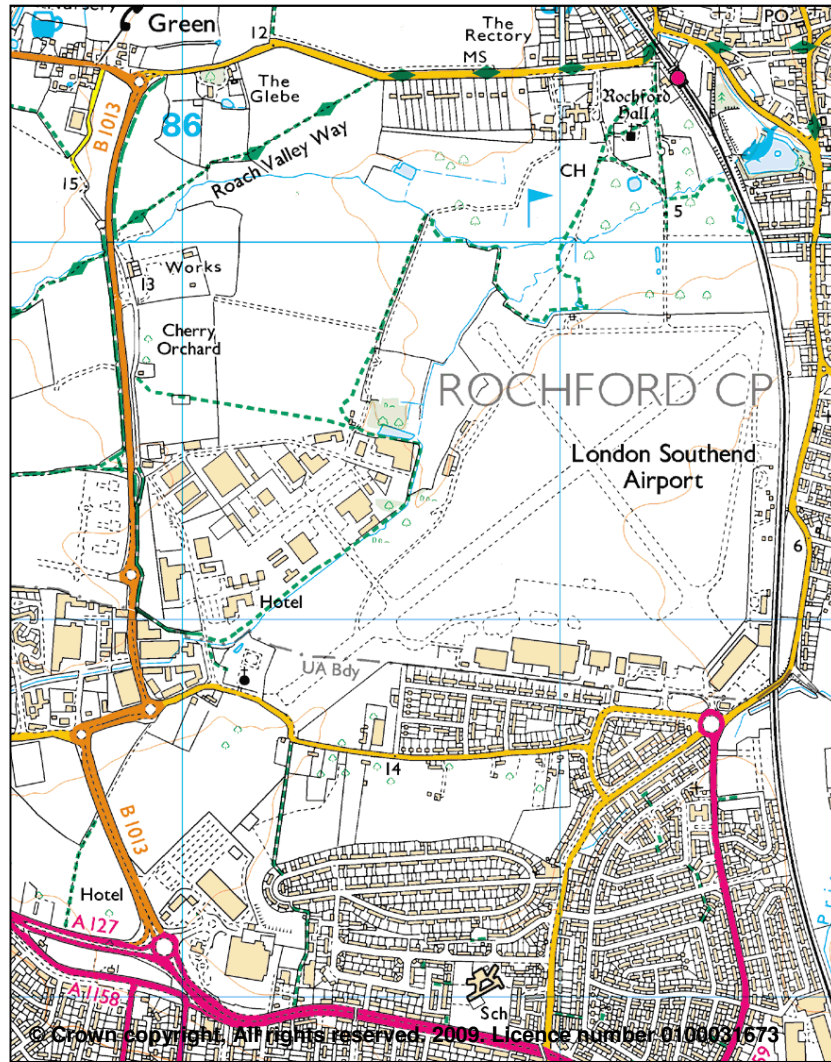 Green
12
The
Rectory
MS
PO
The
Glebe
Rochford
Hall
B 1013
86
Roach Valley Way
CH
15
5
Works
13
Cherry
Orchard
ROCHFORD CP
London Southend
Airport
6
Hotel
UA Bdy
14
B 1013
Hotel
A 127
A 1158
Sch
© Crown copyright. All rights reserved. 2009. Licence number 0100031673